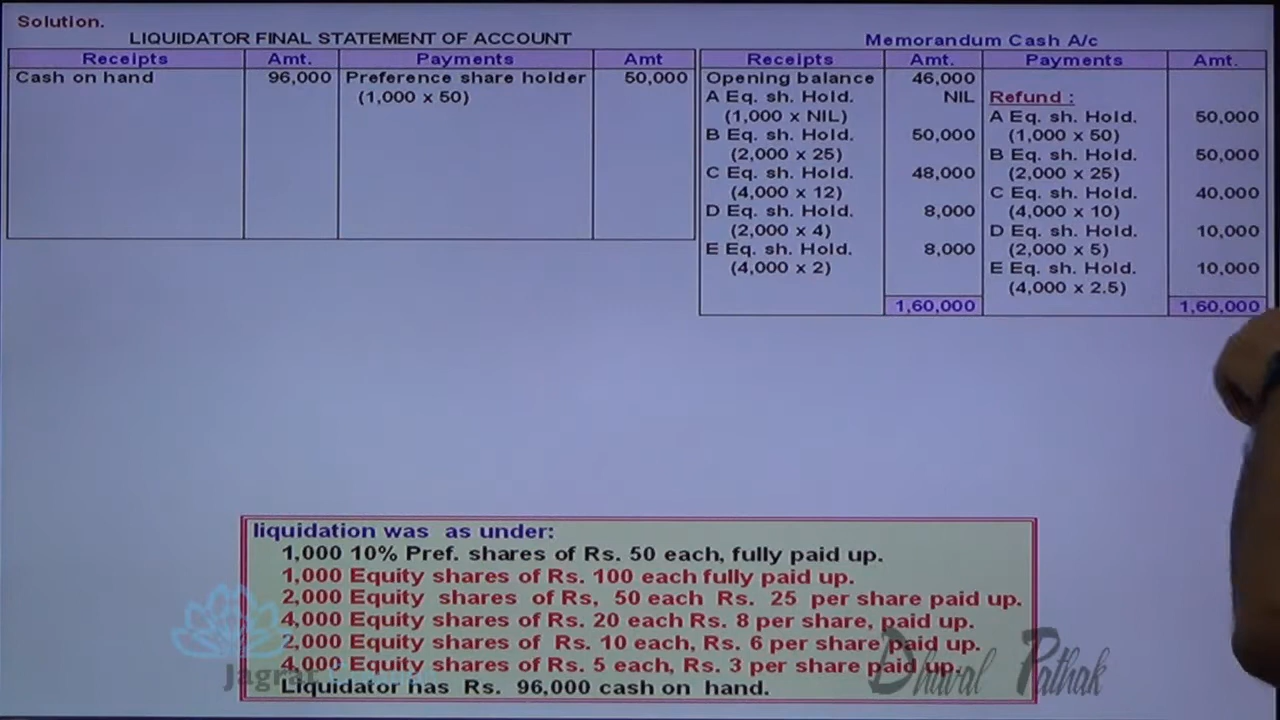 Solution.
LIQUIDATOR FINAL STATEMENT OF ACCOUNT
Receipts Amt. Payments Amt
Cash on hand 96,000 Preference share holder 50,000
(1,000 x 50)
Memorandum Cash A/c
Receipts Amt. Payments Amt.
Opening balance 46,000
A Eq. sh. Hold. NIL Refund :
(1,000 x NIL) A Eq. sh. Hold. 50,000
B Eq. sh. Hold. 50,000 (1,000 x 50)
(2,000 x 25) B Eq. sh. Hold. 50,000
C Eq. sh. Hold. 48,000 (2,000 x 25)
(4,000 x 12) C Eq. sh. Hold. 40,000
D Eq. sh. Hold. 8,000 (4,000 x 10)
(2,000 x 4) D Eq. sh. Hold. 10,000
E Eq. sh. Hold. 8,000 (2,000 x 5)
(4,000 x 2) E Eq. sh. Hold. 10,000
(4,000 x 2.5)
1,60,000 1,60,000
liquidation was as under:
1,000 10% Pref. shares of Rs. 50 each, fully paid up.
1,000 Equity shares of Rs. 100 each fully paid up.
2,000 Equity shares of Rs, 50 each Rs. 25 per share paid up.
4,000 Equity shares of Rs. 20 each Rs. 8 per share, paid up.
2,000 Equity shares of Rs. 10 each, Rs. 6 per share paid up.
4,000 Equity shares of Rs. 5 each, Rs. 3 per share paid up.
Liquidator has Rs. 96,000 cash on hand.
Jagrat
Dhaval Pathak